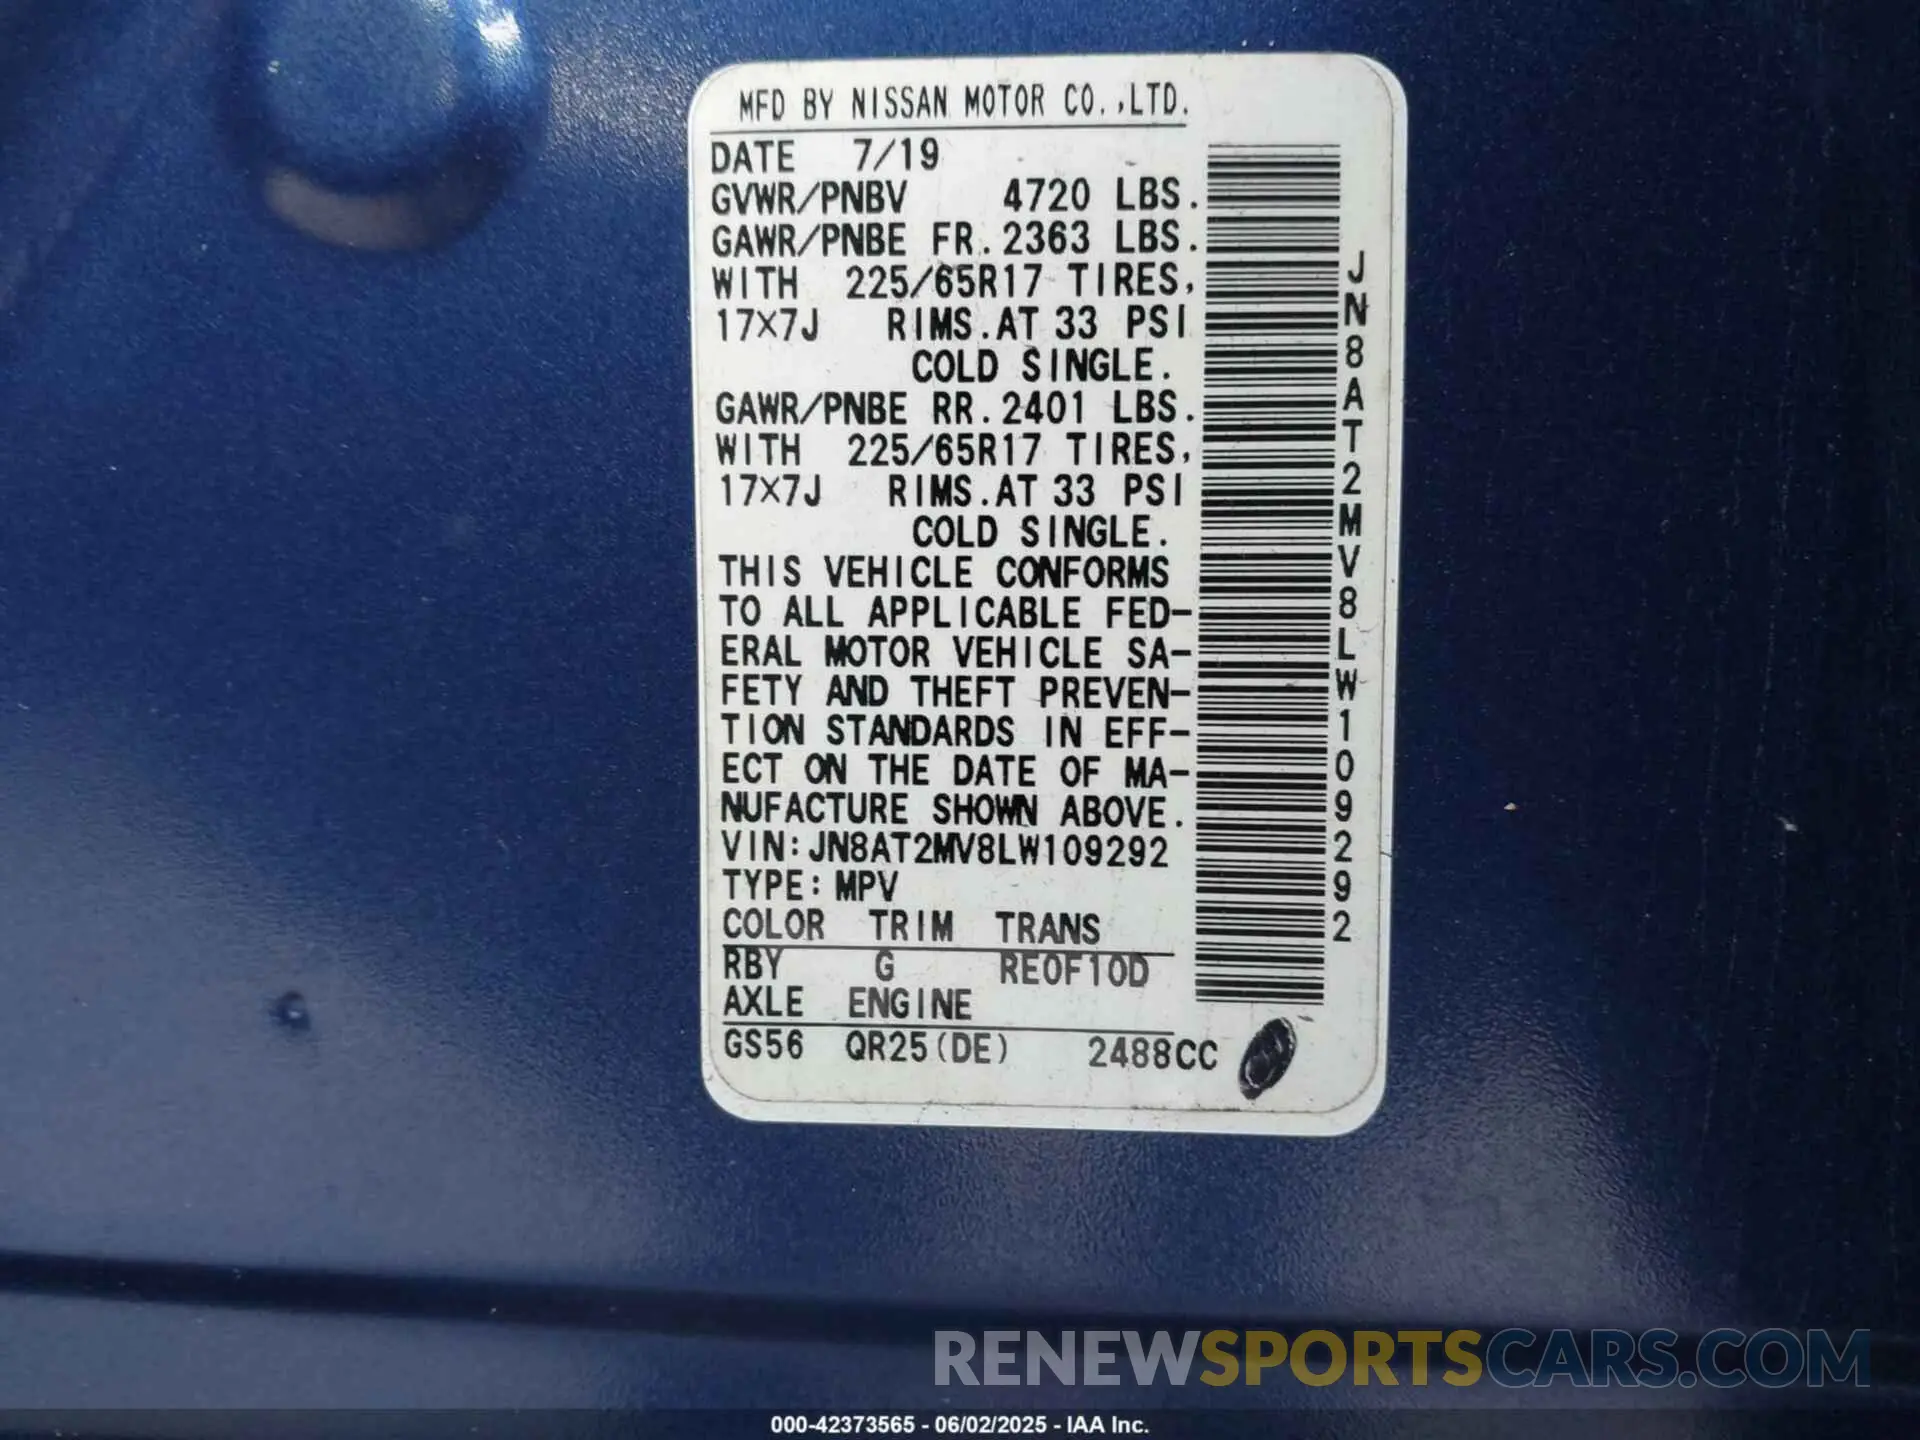 MFD BY NISSAN MOTOR CO.,LTD.
DATE 7/19
GVWR/PNBV 4720 LBS.
GAWR/PNBE FR. 2363 LBS.
WITH 225/65R17 TIRES,
17×7J RIMS. AT 33 PSI
COLD SINGLE.
GAWR/PNBE RR. 2401 LBS.
WITH 225/65R17 TIRES,
17×7J RIMS. AT 33 PSI
COLD SINGLE.
THIS VEHICLE CONFORMS
TO ALL APPLICABLE FED-
ERAL MOTOR VEHICLE SA-
FETY AND THEFT PREVEN-
TION STANDARDS IN EFF-
ECT ON THE DATE OF MA-
NUFACTURE SHOWN ABOVE.
VIN: JN8AT2MV8LW109292
TYPE: MPV
COLOR TRIM TRANS
RBY G RE0F10D
AXLE ENGINE
GS56 QR25(DE) 2488CC
JN8AT2MV8LW109292
RENEWSPORTSCARS.COM
000-42373565 - 06/02/2025 - IAA Inc.